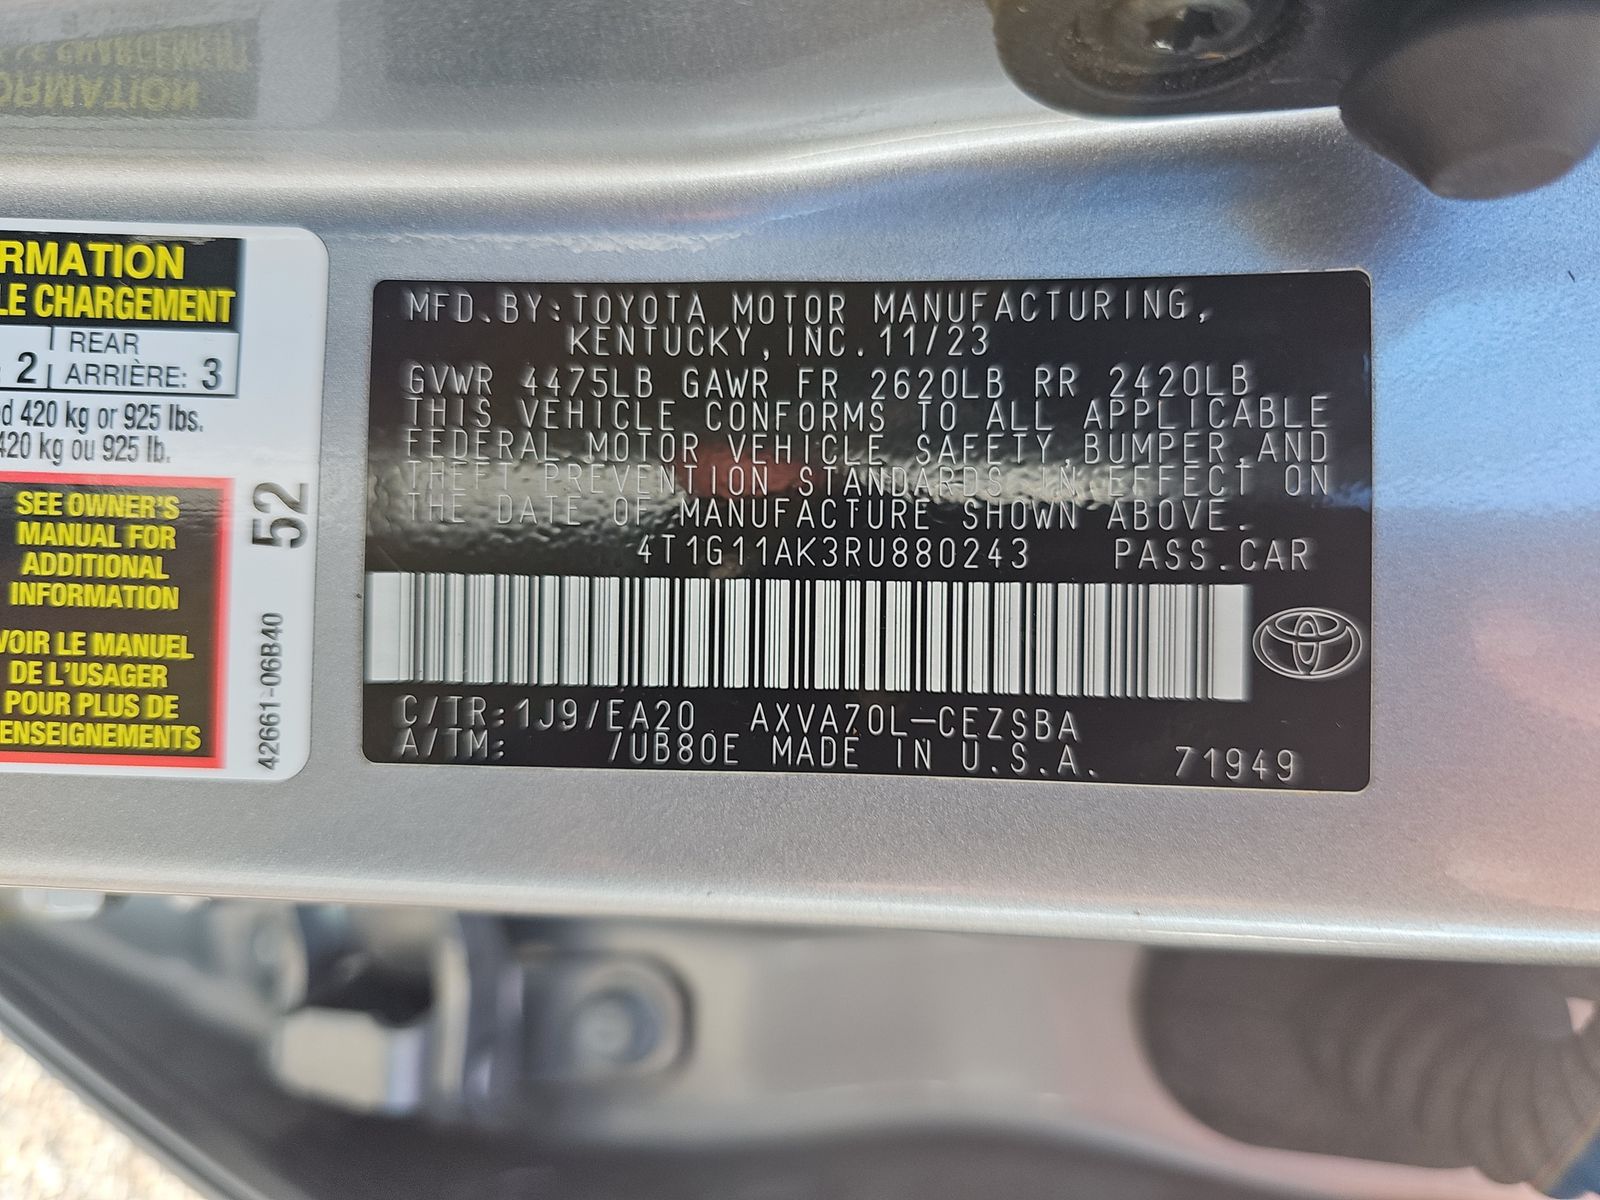 RMATION
LE CHARGEMENT
2 REAR
ARRIÈRE: 3
420 kg or 925 lbs.
420 kg ou 925 lb.
SEE OWNER'S
MANUAL FOR
ADDITIONAL
INFORMATION
VOIR LE MANUEL
DE L'USAGER
POUR PLUS DE
ENSEIGNEMENTS
52
42661-06B40
MFD.BY:TOYOTA MOTOR MANUFACTURING,
KENTUCKY,INC.11/23
GVWR 4475LB GAWR FR 2620LB RR 2420LB
THIS VEHICLE CONFORMS TO ALL APPLICABLE
FEDERAL MOTOR VEHICLE SAFETY,BUMPER,AND
THEFT PREVENTION STANDARDS IN EFFECT ON
THE DATE OF MANUFACTURE SHOWN ABOVE.
4T1G11AK3RU880243 PASS.CAR
C/TR:1J9/EA20 AXVA70L-CEZSBA
A/TM: /UB80E MADE IN U.S.A. 71949